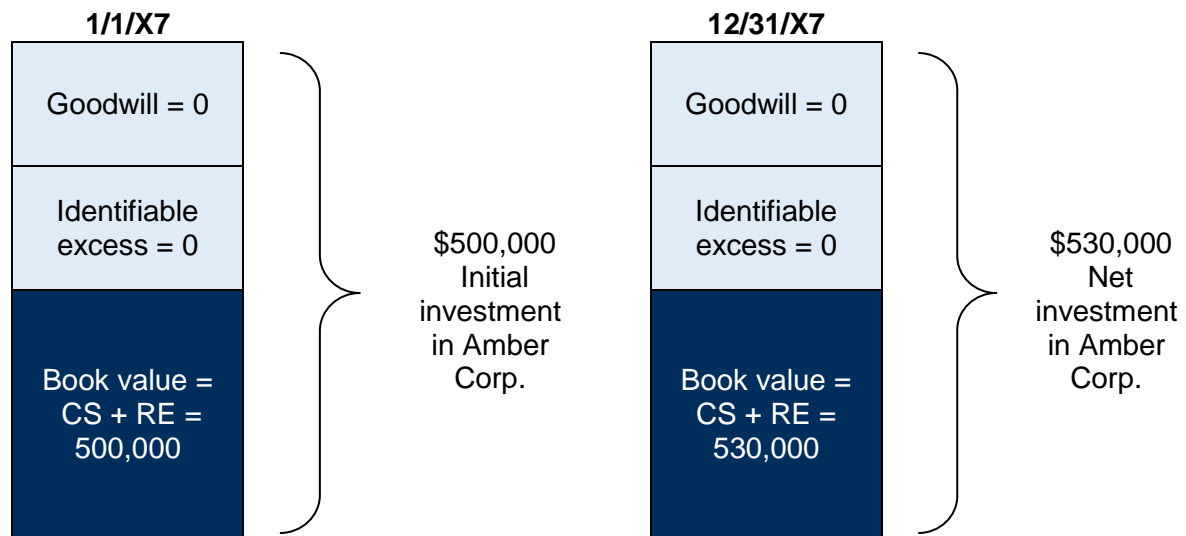 1/1/X7
Goodwill = 0
Identifiable
excess = 0
Book value =
CS + RE =
500,000
$500,000
Initial
investment
in Amber
Corp.
12/31/X7
Goodwill = 0
Identifiable
excess = 0
Book value =
CS + RE =
530,000
$530,000
Net
investment
in Amber
Corp.